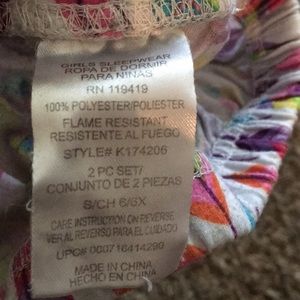 GIRLS SLEEPWEAR
ROPA DE DORMIR
PARA NINAS
RN 119419
100% POLYESTER/POLIESTER
FLAME RESISTANT
RESISTENTE AL FUEGO
STYLE# K174206
2 PC SET/
CONJUNTO DE 2 PIEZAS
S/CH 6/6X
CARE INSTRUCTION ON REVERSE
VER AL REVERSO PARA EL CUIDADO
UPC# 00716414290
MADE IN CHINA
HECHO EN CHINA